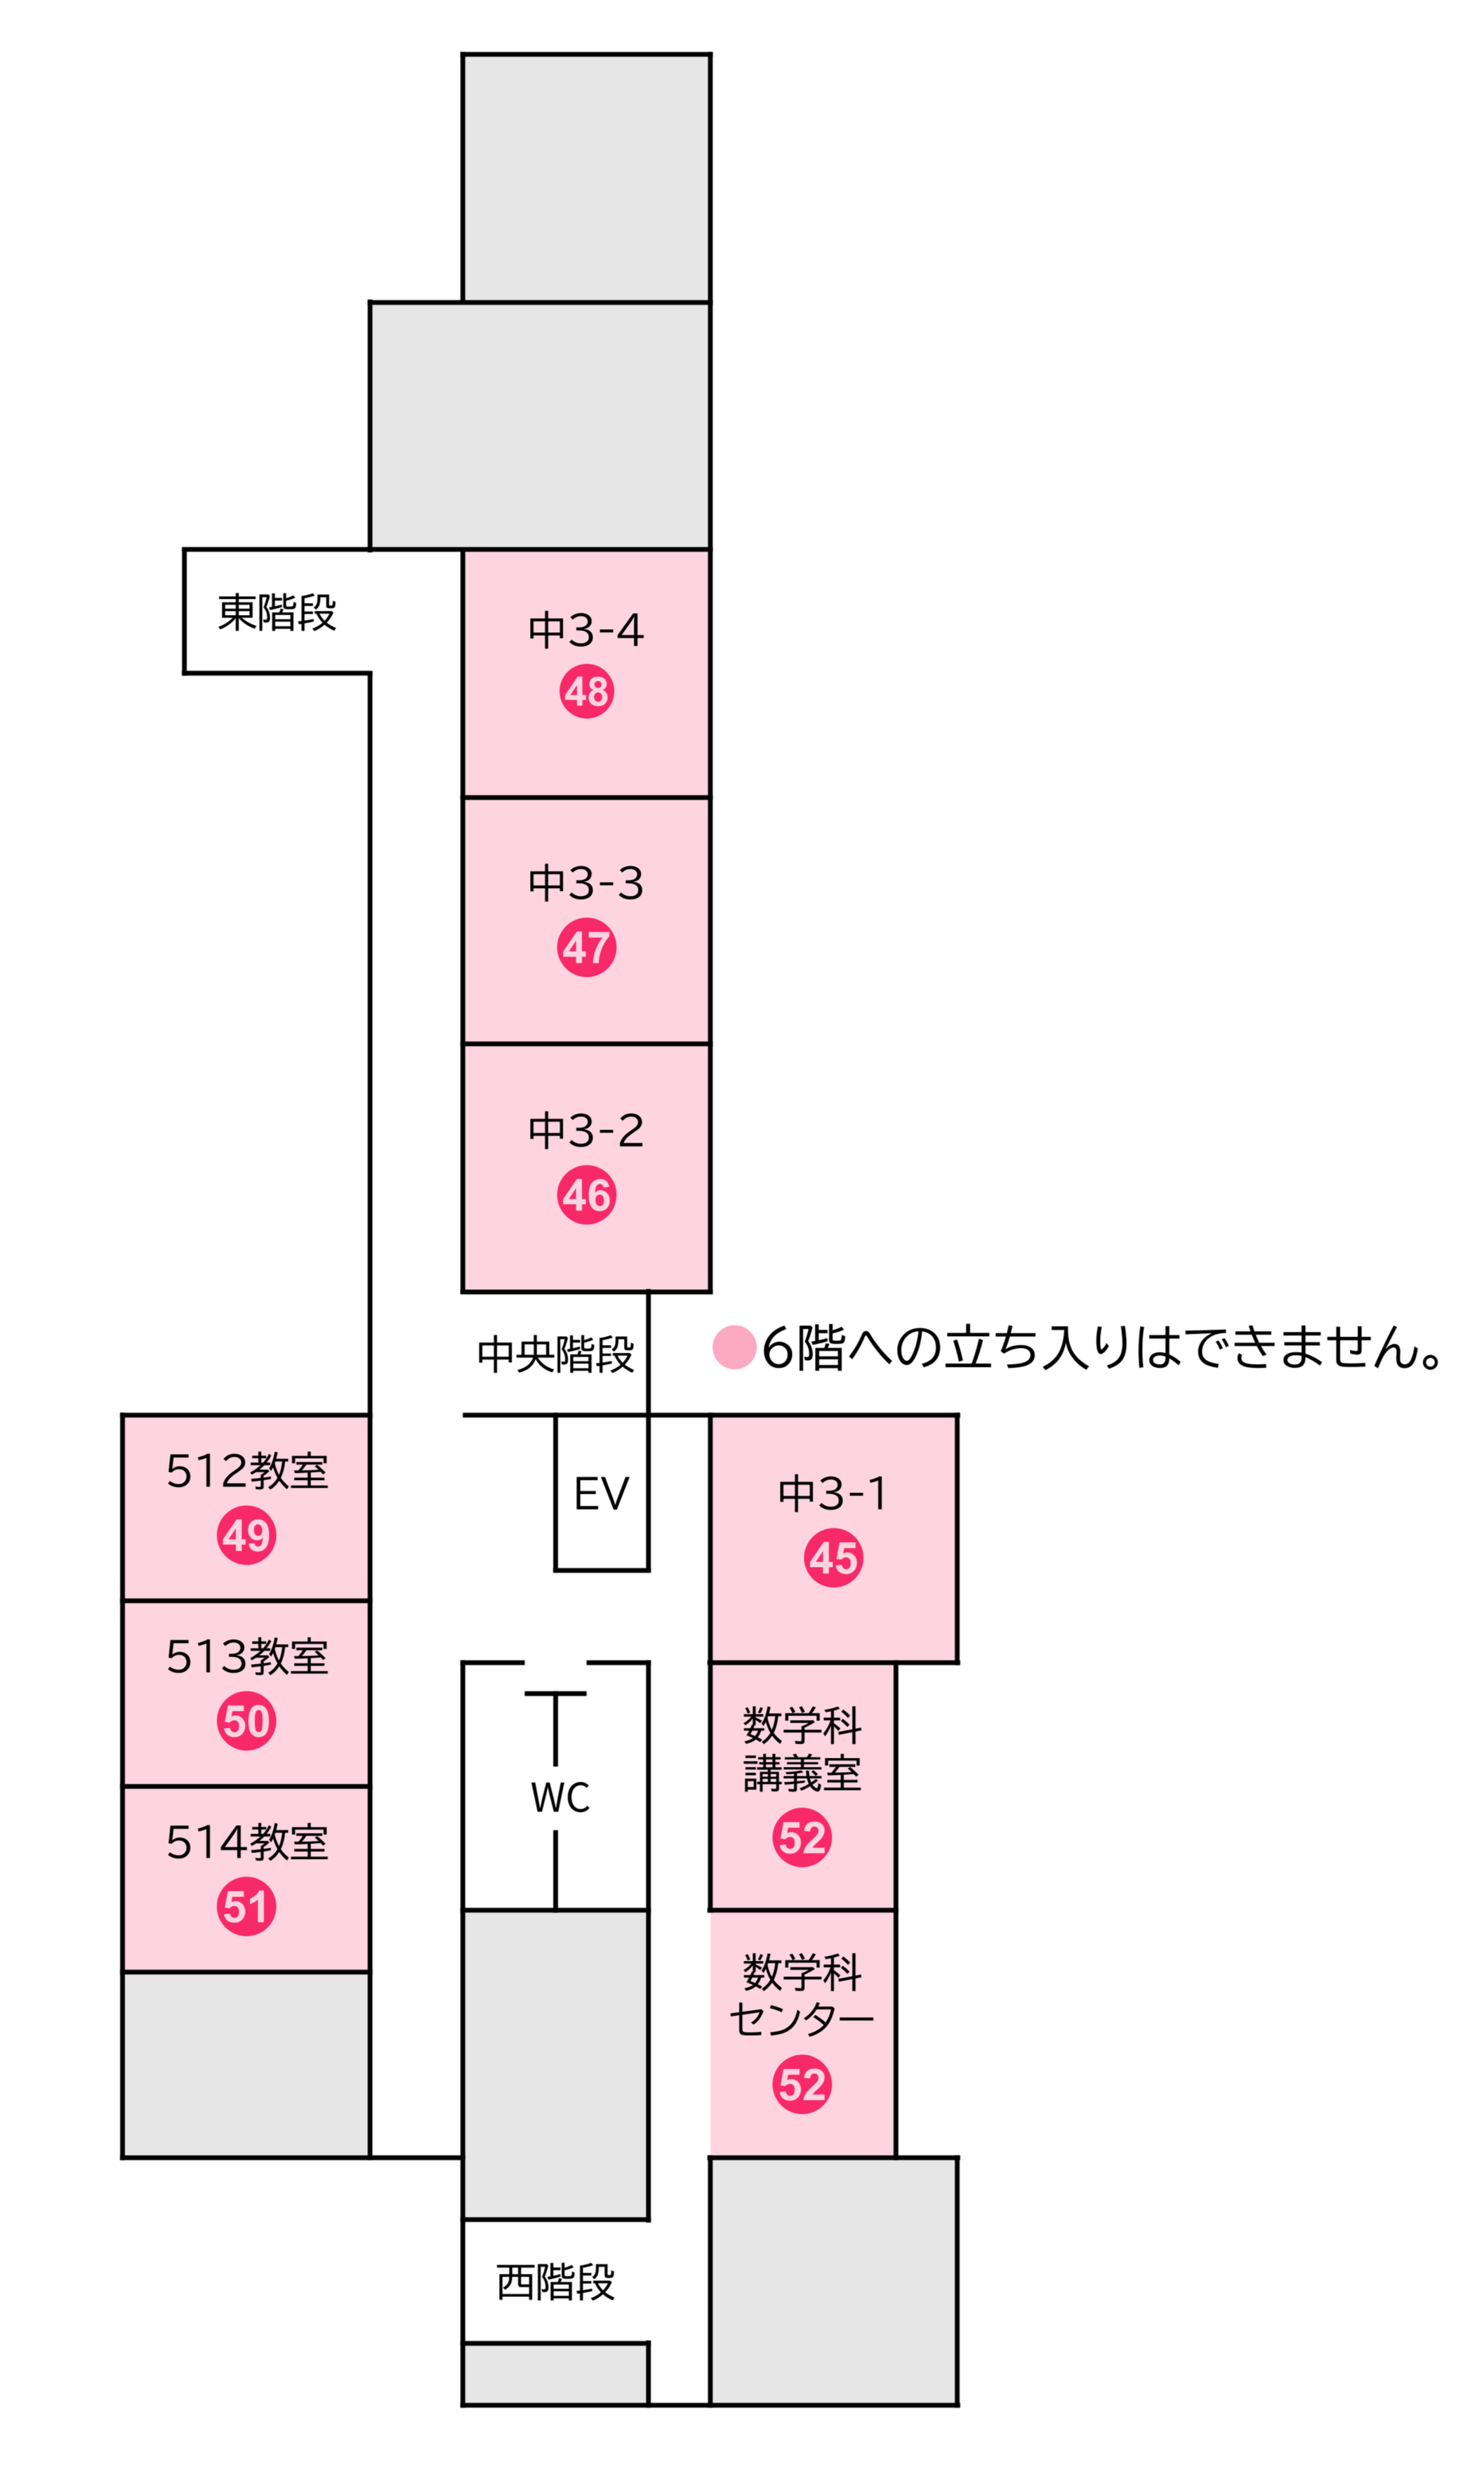 東階段
中3-4
48
中3-3
47
中3-2
46
中央階段
●6階への立ち入りはできません。
512教室
49
EV
中3-1
45
513教室
50
数学科
講義室
52
WC
514教室
51
数学科
センター
52
西階段